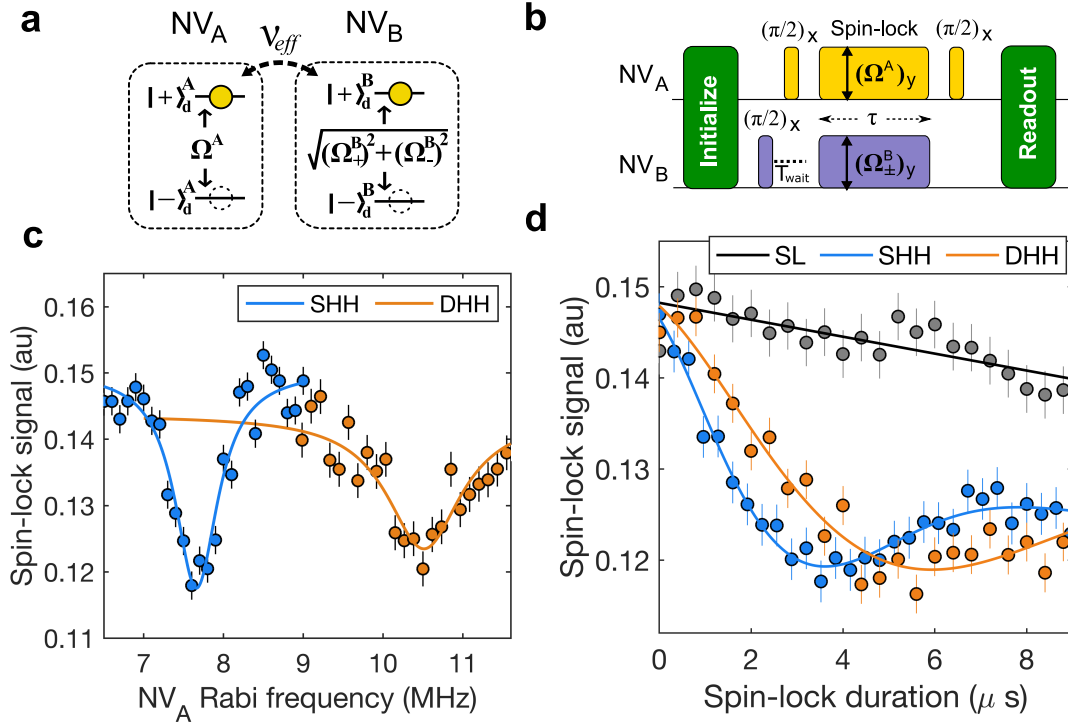 a
NV_A ν_eff NV_B
|+⟩_d^A
Ω^A
|−⟩_d^A
|+⟩_d^B
√(Ω_+^B)^2+(Ω_-^B)^2
|−⟩_d^B
b
(π/2)_x Spin-lock (π/2)_x
NV_A
Initialize
(Ω^A)_y
Readout
(π/2)_x
τ
NV_B
T_wait
(Ω_±^B)_y
c
SHH DHH
Spin-lock signal (au)
0.16
0.15
0.14
0.13
0.12
0.11
7 8 9 10 11
NV_A Rabi frequency (MHz)
d
SL SHH DHH
Spin-lock signal (au)
0.15
0.14
0.13
0.12
0 2 4 6 8
Spin-lock duration (μ s)